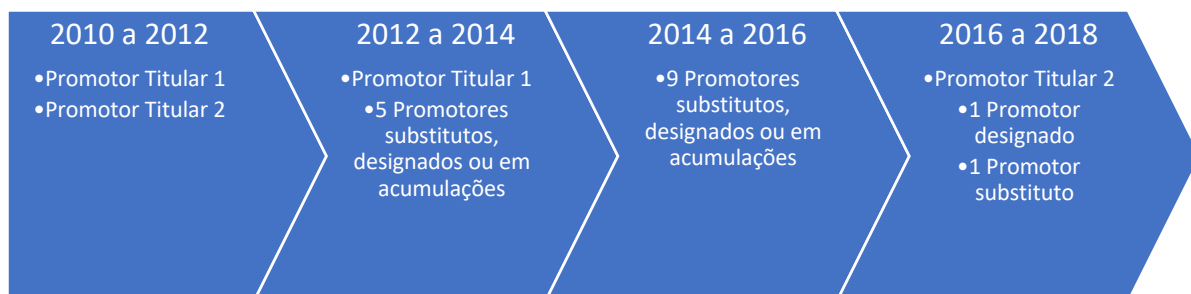 2010 a 2012
•Promotor Titular 1
•Promotor Titular 2
2012 a 2014
•Promotor Titular 1
•5 Promotores
substitutos,
designados ou em
acumulações
2014 a 2016
•9 Promotores
substitutos,
designados ou em
acumulações
2016 a 2018
•Promotor Titular 2
•1 Promotor
designado
•1 Promotor
substituto